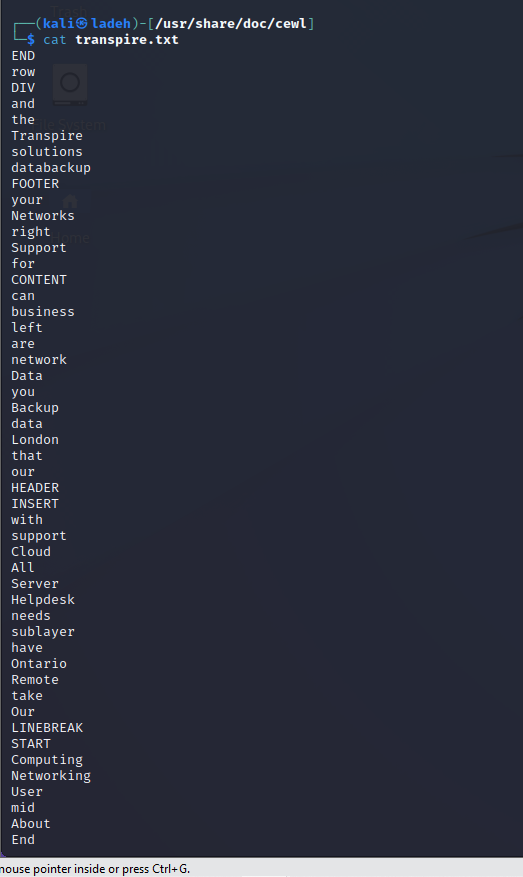 ┌──(kali㉿ladeh)-[/usr/share/doc/cewl]
└─$ cat transpire.txt
END
row
DIV
and
the
Transpire
solutions
databackup
FOOTER
your
Networks
right
Support
for
CONTENT
can
business
left
are
network
Data
you
Backup
data
London
that
our
HEADER
INSERT
with
support
Cloud
All
Server
Helpdesk
needs
sublayer
have
Ontario
Remote
take
Our
LINEBREAK
START
Computing
Networking
User
mid
About
End
mouse pointer inside or press Ctrl+G.